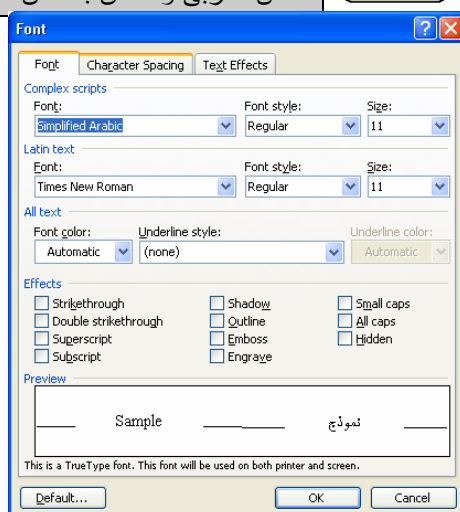 Font
Font Character Spacing Text Effects
Complex scripts
Font: Font style: Size:
Simplified Arabic Regular 11
Latin text
Font: Font style: Size:
Times New Roman Regular 11
All text
Font color: Underline style: Underline color:
Automatic (none) Automatic
Effects
Strikethrough Shadow Small caps
Double strikethrough Outline All caps
Superscript Emboss Hidden
Subscript Engrave
Preview
Sample نموذج
This is a TrueType font. This font will be used on both printer and screen.
Default... OK Cancel